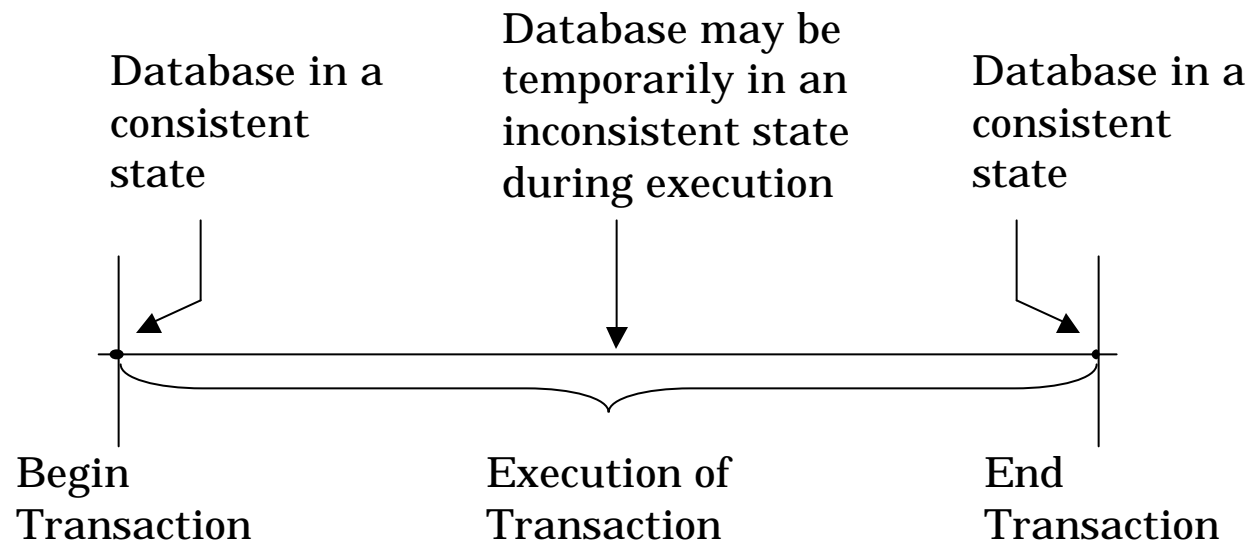 Database in a
consistent
state
Database may be
temporarily in an
inconsistent state
during execution
Database in a
consistent
state
Begin
Transaction
Execution of
Transaction
End
Transaction